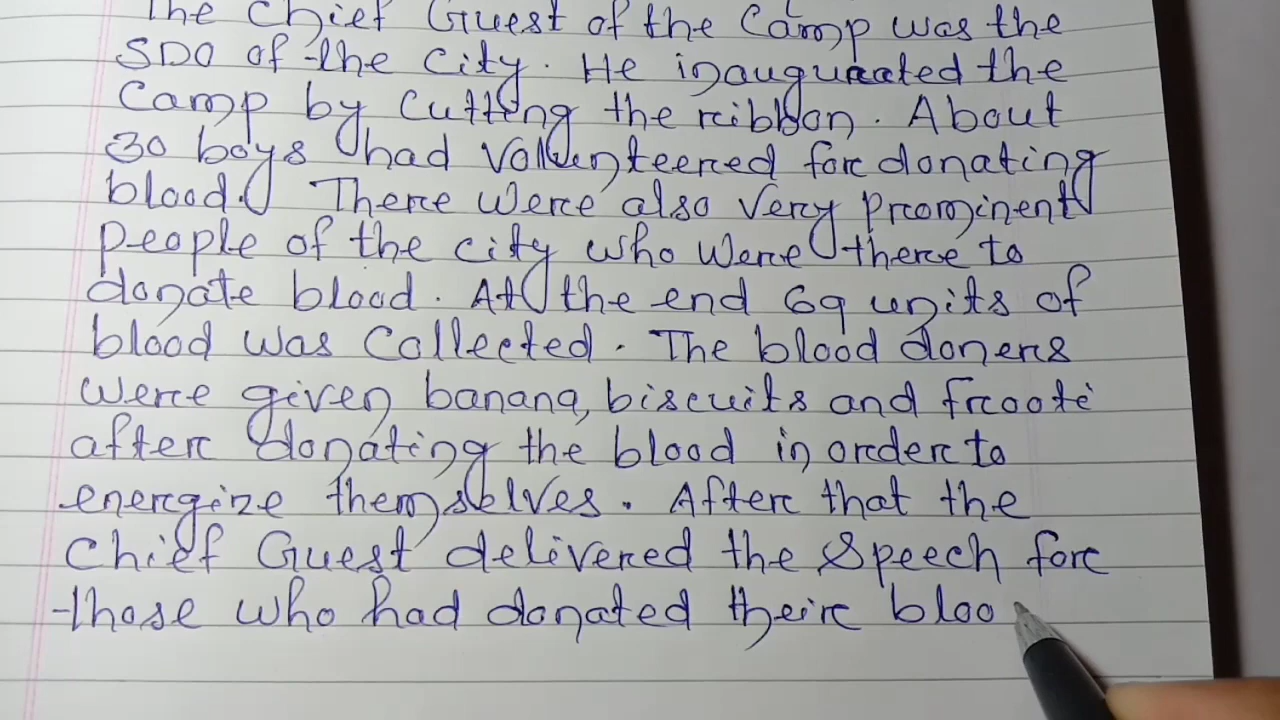 The Chief Guest of the Camp was the
SDO of the City. He inaugurated the
Camp by Cutting the ribbon. About
30 boys had Volunteered for donating
blood. There were also very prominent
people of the city who were there to
donate blood. At the end 69 units of
blood was Collected. The blood doners
were given banana, biscuits and frooti
after donating the blood in order to
energize themselves. After that the
Chief Guest delivered the Speech for
those who had donated their bloo